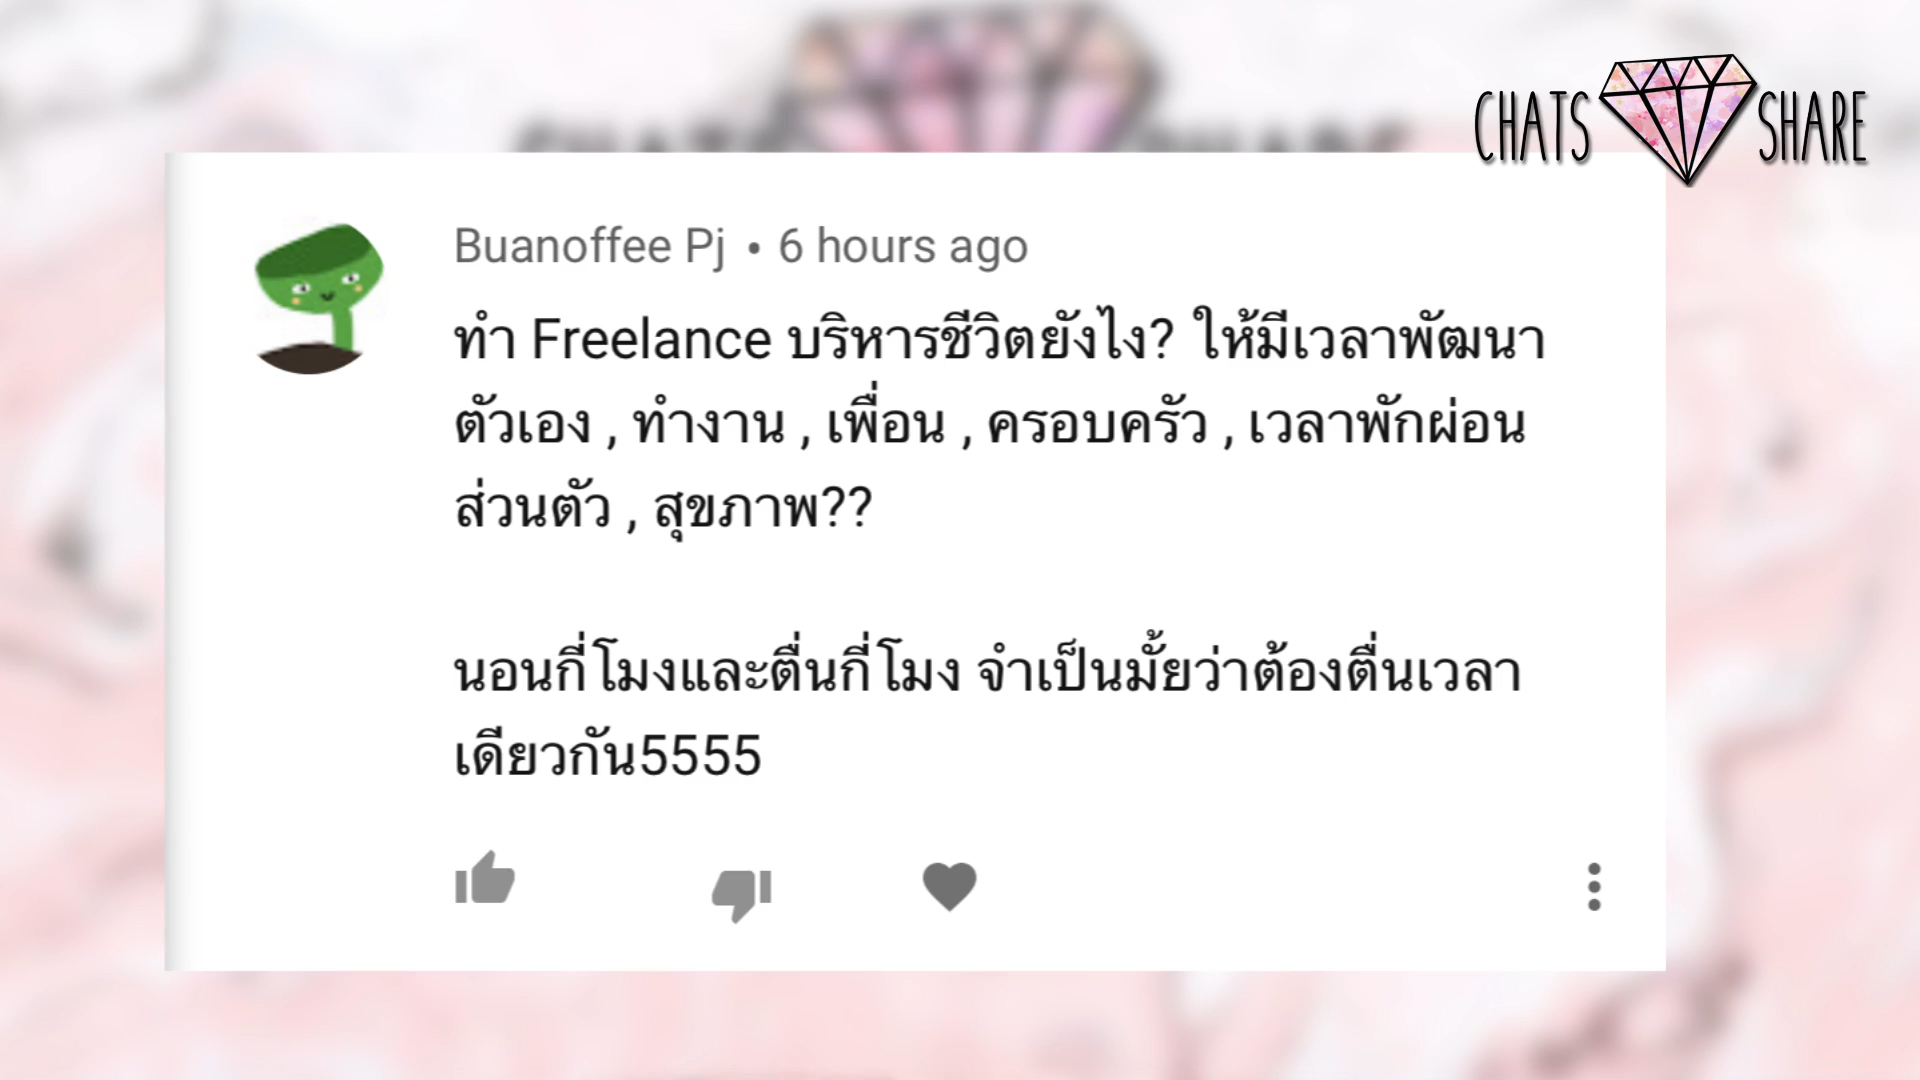 CHATS SHARE
Buanoffee Pj • 6 hours ago
ทำ Freelance บริหารชีวิตยังไง? ให้มีเวลาพัฒนา
ตัวเอง , ทำงาน , เพื่อน , ครอบครัว , เวลาพักผ่อน
ส่วนตัว , สุขภาพ??
นอนกี่โมงและตื่นกี่โมง จำเป็นมั้ยว่าต้องตื่นเวลา
เดียวกัน5555